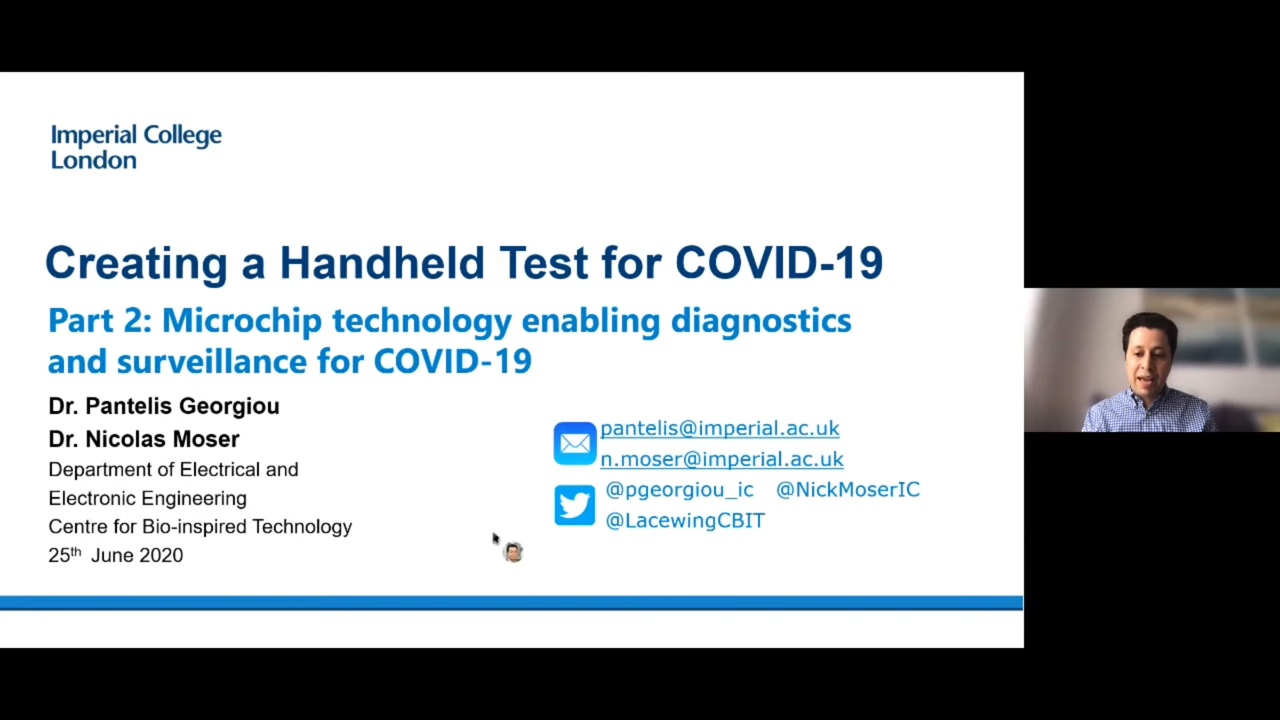 Imperial College
London
Creating a Handheld Test for COVID-19
Part 2: Microchip technology enabling diagnostics
and surveillance for COVID-19
Dr. Pantelis Georgiou
Dr. Nicolas Moser
Department of Electrical and
Electronic Engineering
Centre for Bio-inspired Technology
25th June 2020
pantelis@imperial.ac.uk
n.moser@imperial.ac.uk
@pgeorgiou_ic @NickMoserIC
@LacewingCBIT